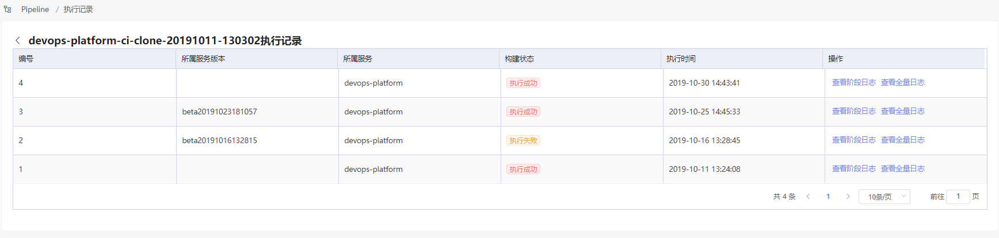 Pipeline / 执行记录
devops-platform-ci-clone-20191011-130302执行记录
编号 所属服务版本 所属服务 构建状态 执行时间 操作
4 devops-platform 执行成功 2019-10-30 14:43:41 查看阶段日志 查看全量日志
3 beta20191023181057 devops-platform 执行成功 2019-10-25 14:45:33 查看阶段日志 查看全量日志
2 beta20191016132815 devops-platform 执行失败 2019-10-16 13:28:45 查看阶段日志 查看全量日志
1 devops-platform 执行成功 2019-10-11 13:24:08 查看阶段日志 查看全量日志
共 4 条 1 10条/页 前往 1 页